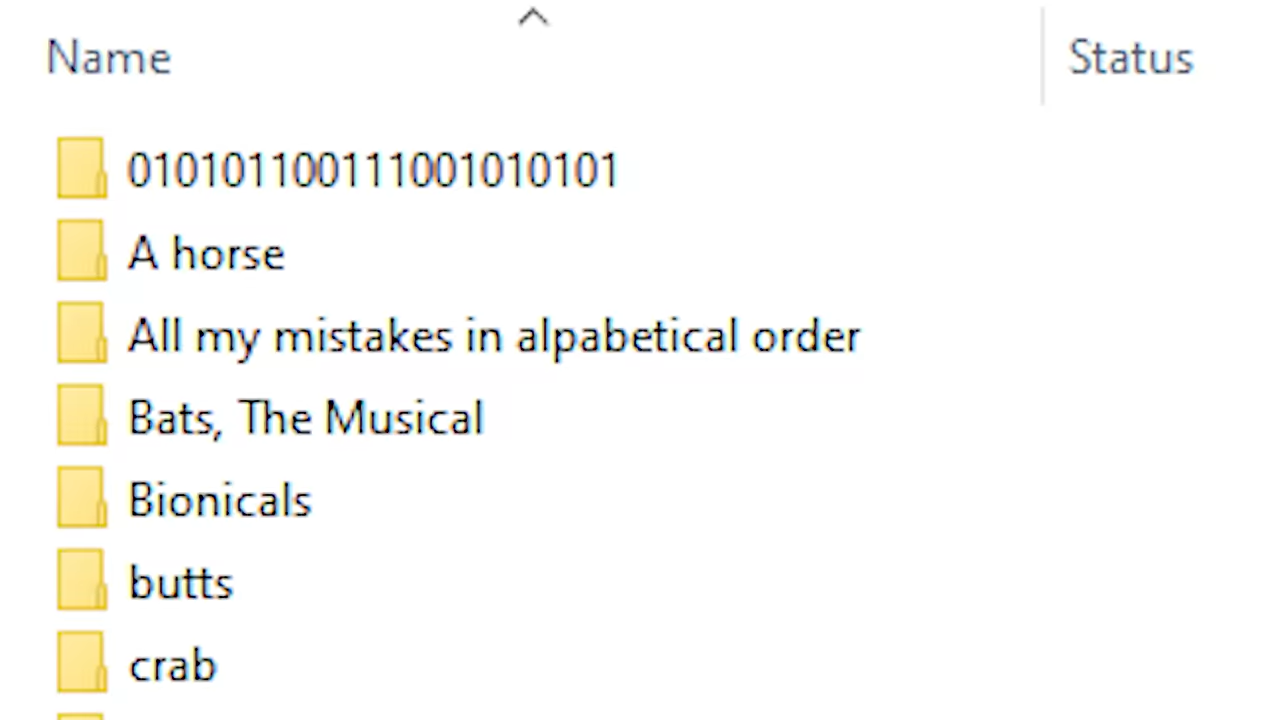 Name Status
010101100111001010101
A horse
All my mistakes in alpabetical order
Bats, The Musical
Bionicals
butts
crab